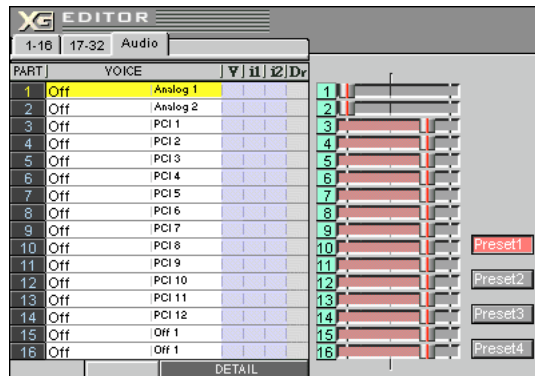 XG EDITOR
1-16 17-32 Audio
PART VOICE V i1 i2 Dr
1 Off Analog 1 1
2 Off Analog 2 2
3 Off PCI 1 3
4 Off PCI 2 4
5 Off PCI 3 5
6 Off PCI 4 6
7 Off PCI 5 7
8 Off PCI 6 8
9 Off PCI 7 9
10 Off PCI 8 10 Preset1
11 Off PCI 9 11
12 Off PCI 10 12 Preset2
13 Off PCI 11 13
14 Off PCI 12 14 Preset3
15 Off Off 1 15
16 Off Off 1 16 Preset4
DETAIL